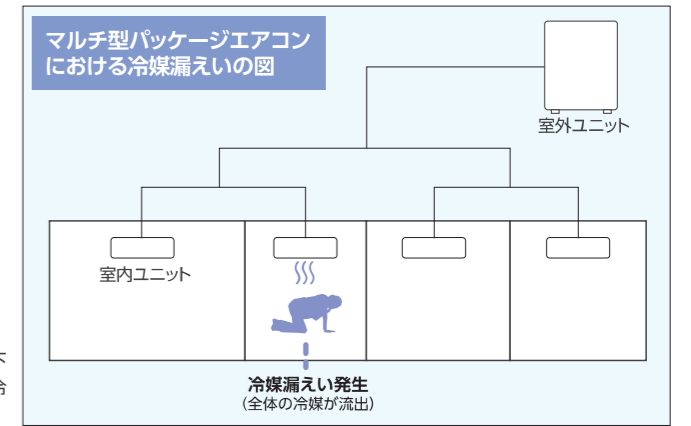 マルチ型パッケージエアコン
における冷媒漏えいの図
室外ユニット
室内ユニット
冷媒漏えい発生
（全体の冷媒が流出）